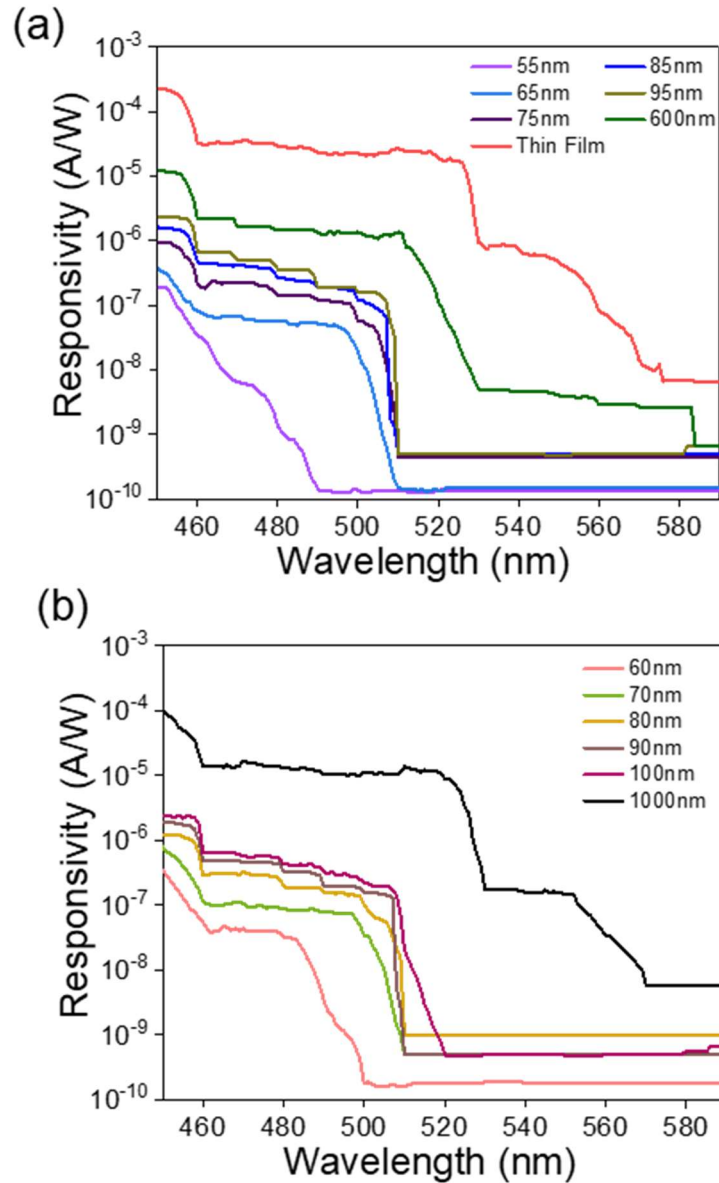 (a)
10^-3
10^-4
10^-5
10^-6
10^-7
10^-8
10^-9
10^-10
Responsivity (A/W)
55nm 85nm
65nm 95nm
75nm 600nm
Thin Film
460 480 500 520 540 560 580
Wavelength (nm)
(b)
10^-3
10^-4
10^-5
10^-6
10^-7
10^-8
10^-9
10^-10
Responsivity (A/W)
60nm
70nm
80nm
90nm
100nm
1000nm
460 480 500 520 540 560 580
Wavelength (nm)